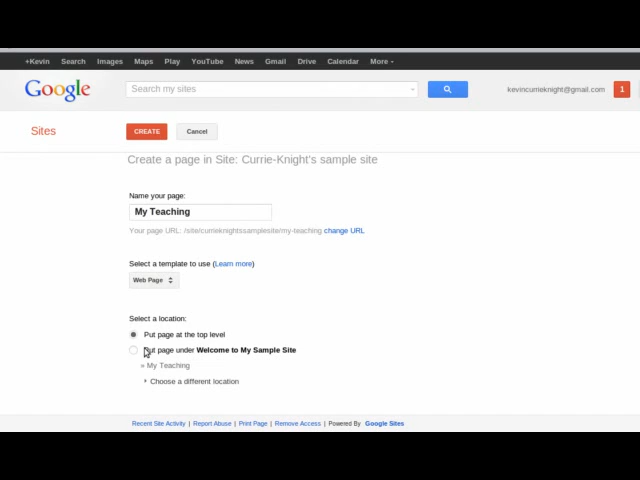 +Kevin Search Images Maps Play YouTube News Gmail Drive Calendar More
Google Search my sites kevincurrieknight@gmail.com 1
Sites CREATE Cancel
Create a page in Site: Currie-Knight's sample site
Name your page:
My Teaching
Your page URL: /site/currieknightssamplesite/my-teaching change URL
Select a template to use (Learn more)
Web Page
Select a location:
Put page at the top level
Put page under Welcome to My Sample Site
» My Teaching
Choose a different location
Recent Site Activity | Report Abuse | Print Page | Remove Access | Powered By Google Sites